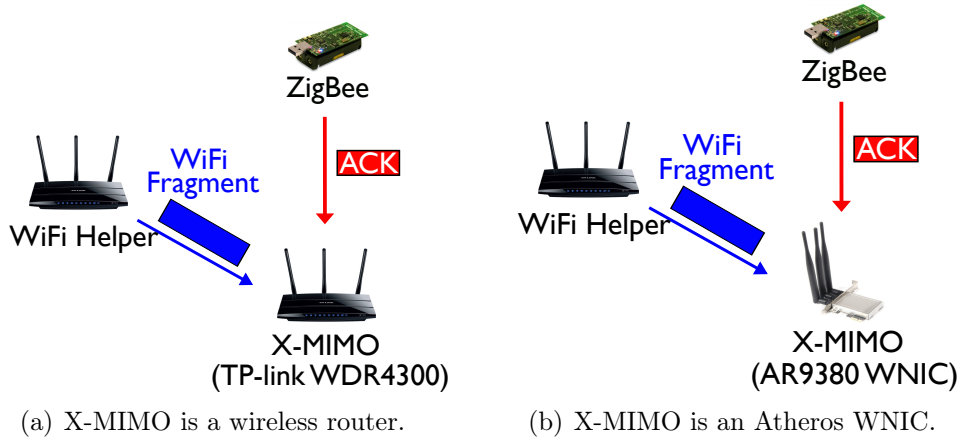 ZigBee
ACK
WiFi
Fragment
WiFi Helper
X-MIMO
(TP-link WDR4300)
(a) X-MIMO is a wireless router.
ZigBee
ACK
WiFi
Fragment
WiFi Helper
X-MIMO
(AR9380 WNIC)
(b) X-MIMO is an Atheros WNIC.